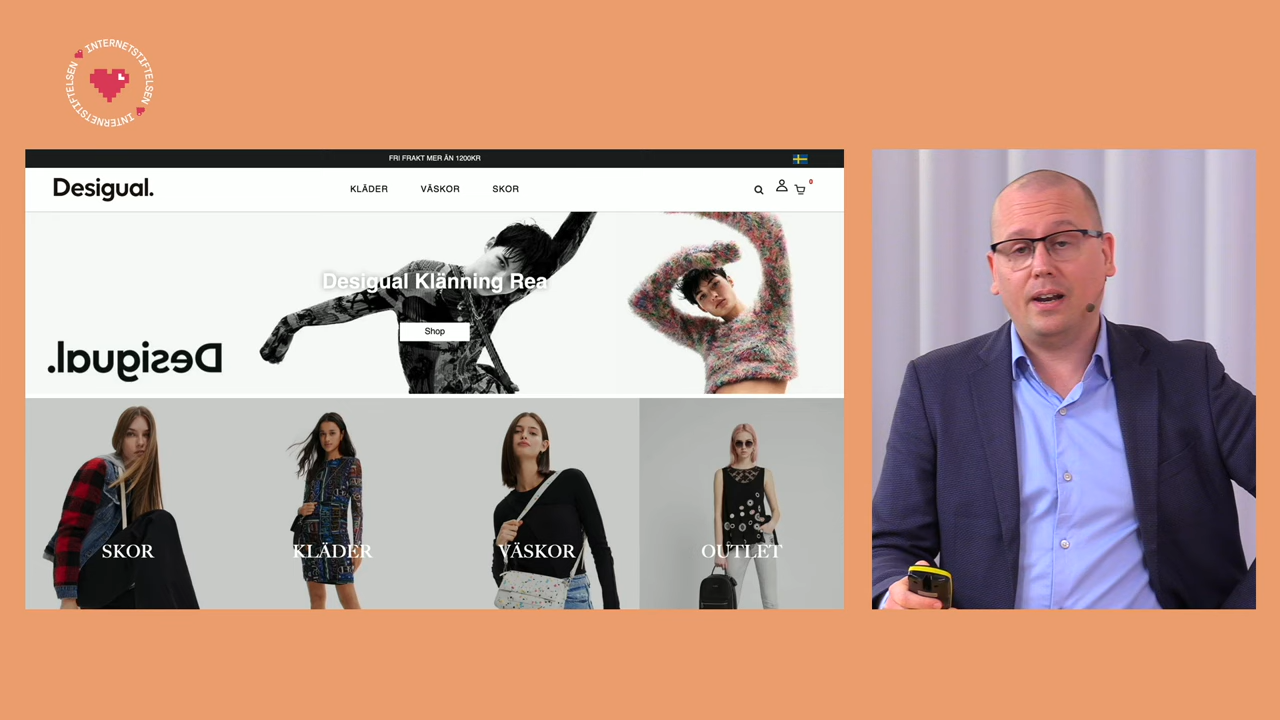 INTERNETSTIFTELSEN INTERNETSTIFTELSEN
FRI FRAKT MER ÄN 1200KR
Desigual.
KLÄDER VÄSKOR SKOR
0
Desigual Klänning Rea
Shop
Desigual.
SKOR KLÄDER VÄSKOR OUTLET